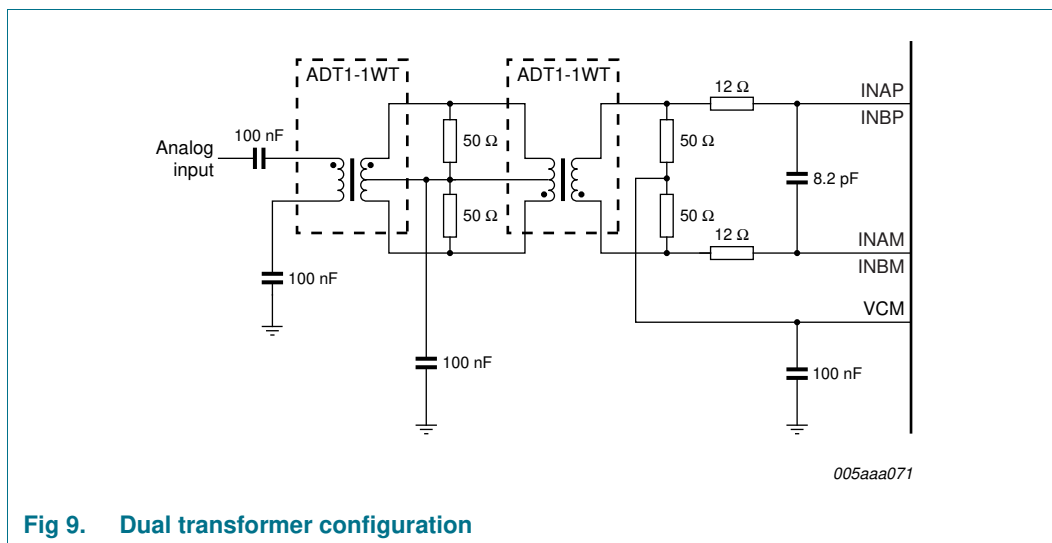 ADT1-1WT
ADT1-1WT
12 Ω
INAP
INBP
100 nF
50 Ω
50 Ω
Analog
input
8.2 pF
50 Ω
50 Ω
12 Ω
INAM
INBM
100 nF
VCM
100 nF
100 nF
005aaa071
Fig 9. Dual transformer configuration